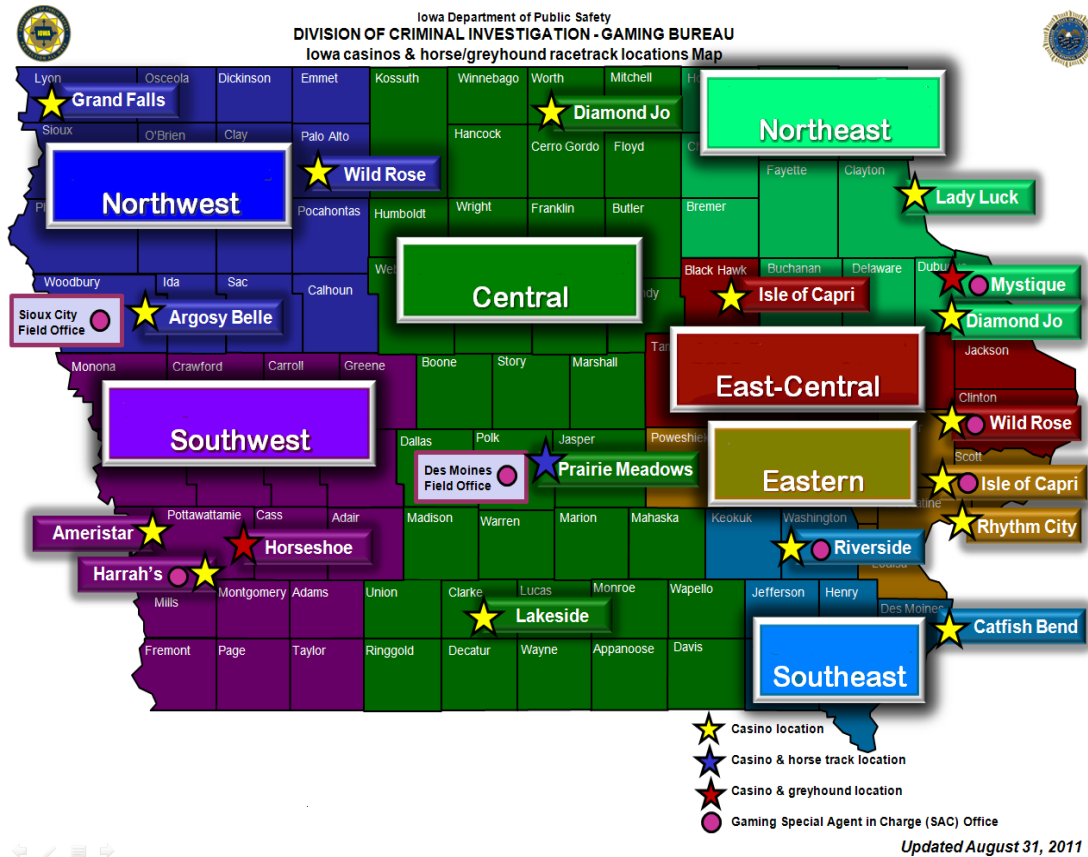 Iowa Department of Public Safety
DIVISION OF CRIMINAL INVESTIGATION - GAMING BUREAU
Iowa casinos & horse/greyhound racetrack locations Map
Lyon
Osceola
Dickinson
Emmet
Kossuth
Winnebago
Worth
Mitchell
Grand Falls
Diamond Jo
Northeast
Sioux
O'Brien
Clay
Palo Alto
Hancock
Cerro Gordo
Floyd
Wild Rose
Fayette
Clayton
Northwest
Lady Luck
Pocahontas
Humboldt
Wright
Franklin
Butler
Bremer
Woodbury
Ida
Sac
Calhoun
Central
Black Hawk
Buchanan
Delaware
Isle of Capri
Mystique
Sioux City
Field Office
Argosy Belle
Diamond Jo
Monona
Crawford
Carroll
Greene
Boone
Story
Marshall
Jackson
East-Central
Clinton
Wild Rose
Southwest
Dallas
Polk
Jasper
Poweshiek
Des Moines
Field Office
Prairie Meadows
Eastern
Scott
Isle of Capri
Pottawattamie
Cass
Adair
Madison
Warren
Marion
Mahaska
Keokuk
Washington
Rhythm City
Ameristar
Horseshoe
Riverside
Harrah's
Louisa
Mills
Montgomery
Adams
Union
Clarke
Lucas
Monroe
Wapello
Jefferson
Henry
Des Moines
Lakeside
Catfish Bend
Fremont
Page
Taylor
Ringgold
Decatur
Wayne
Appanoose
Davis
Southeast
Casino location
Casino & horse track location
Casino & greyhound location
Gaming Special Agent in Charge (SAC) Office
Updated August 31, 2011